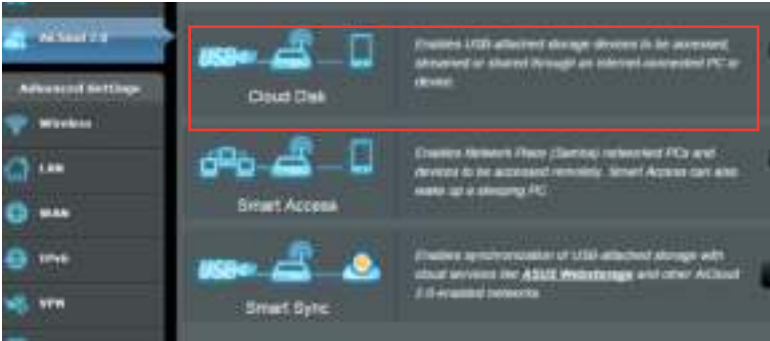 AiCloud 2.0
Advanced Settings
Wireless
LAN
WAN
IPv6
VPN
USB
Cloud Disk
Enables USB-attached storage devices to be accessed,
streamed or shared through an Internet-connected PC or
device.
Smart Access
Enables Network Place (Samba) networked PCs and
devices to be accessed remotely. Smart Access can also
wake up a sleeping PC.
USB
Smart Sync
Enables synchronization of USB-attached storage with
cloud services like ASUS Webstorage and other AiCloud
2.0-enabled networks.